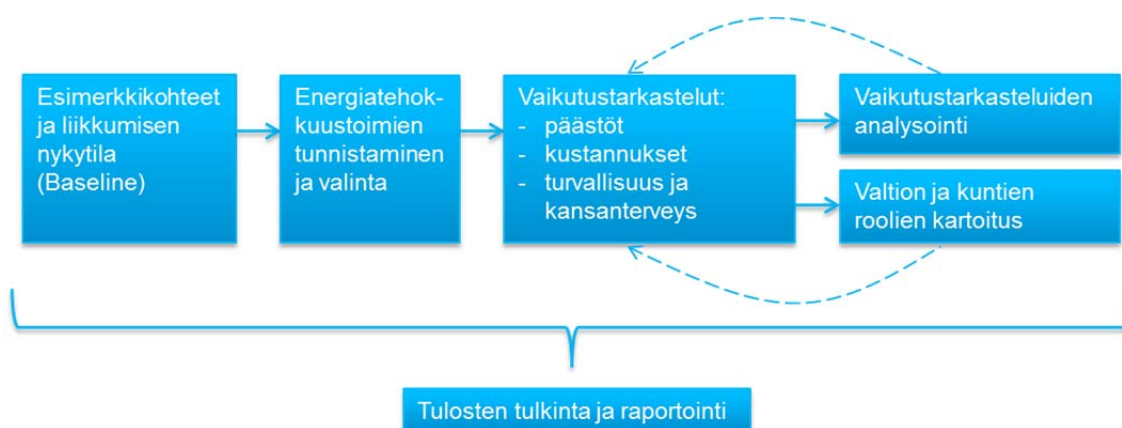 Esimerkkikohteet
ja liikkumisen
nykytila
(Baseline)
Energiatehok-
kuustoimien
tunnistaminen
ja valinta
Vaikutustarkastelut:
- päästöt
- kustannukset
- turvallisuus ja
kansanterveys
Vaikutustarkasteluiden
analysointi
Valtion ja kuntien
roolien kartoitus
Tulosten tulkinta ja raportointi